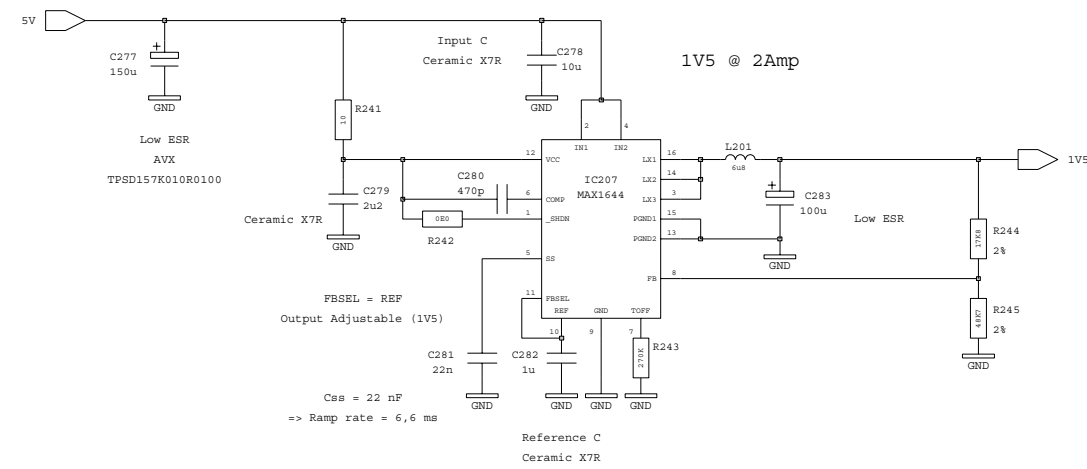 5V
C277
150u
GND
Low ESR
AVX
TPSD157K010R0100
Input C
Ceramic X7R
C278
10u
GND
1V5 @ 2Amp
R241
10
C279
2u2
Ceramic X7R
GND
C280
470p
0E0
R242
IC207
MAX1644
2
4
IN1
IN2
12
VCC
6
COMP
1
_SHDN
5
SS
11
FBSEL
REF
GND
TOFF
10
9
7
LX1
16
LX2
14
LX3
3
PGND1
15
PGND2
13
FB
8
L201
6u8
1V5
C283
100u
Low ESR
GND
R244
17K8
2%
R245
48K7
2%
GND
FBSEL = REF
Output Adjustable (1V5)
C281
22n
GND
C282
1u
GND
GND
R243
270K
GND
Css = 22 nF
=> Ramp rate = 6,6 ms
Reference C
Ceramic X7R